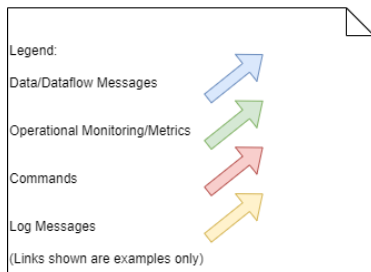 Legend:
Data/Dataflow Messages
Operational Monitoring/Metrics
Commands
Log Messages
(Links shown are examples only)